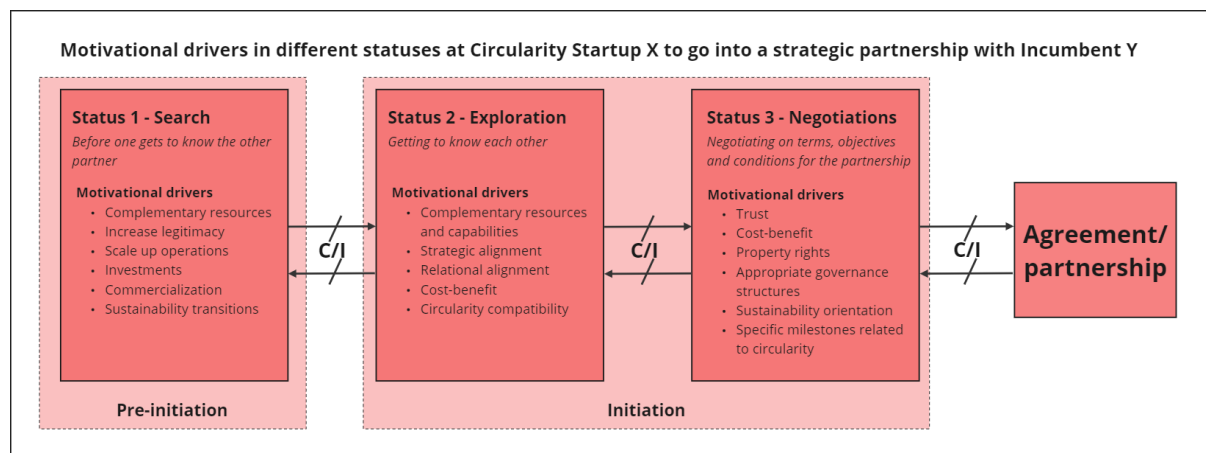 Motivational drivers in different statuses at Circularity Startup X to go into a strategic partnership with Incumbent Y
Status 1 - Search
Before one gets to know the other
partner
Motivational drivers
• Complementary resources
• Increase legitimacy
• Scale up operations
• Investments
• Commercialization
• Sustainability transitions
Pre-initiation
C/I
Status 2 - Exploration
Getting to know each other
Motivational drivers
• Complementary resources
and capabilities
• Strategic alignment
• Relational alignment
• Cost-benefit
• Circularity compatibility
C/I
Status 3 - Negotiations
Negotiating on terms, objectives
and conditions for the partnership
Motivational drivers
• Trust
• Cost-benefit
• Property rights
• Appropriate governance
structures
• Sustainability orientation
• Specific milestones related
to circularity
Initiation
C/I
Agreement/
partnership